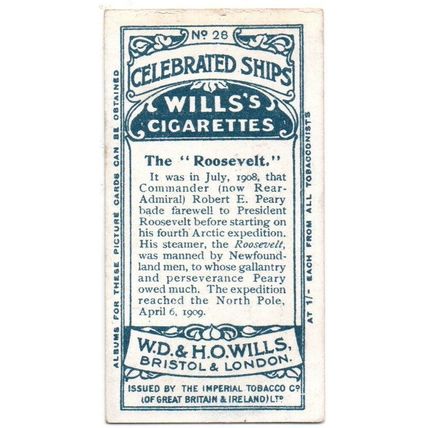 No 28
CELEBRATED SHIPS
WILLS'S
CIGARETTES
The "Roosevelt."
It was in July, 1908, that
Commander (now Rear-
Admiral) Robert E. Peary
bade farewell to President
Roosevelt before starting on
his fourth Arctic expedition.
His steamer, the Roosevelt,
was manned by Newfound-
land men, to whose gallantry
and perseverance Peary
owed much. The expedition
reached the North Pole,
April 6, 1909.
W.D. & H.O. WILLS,
BRISTOL & LONDON.
ISSUED BY THE IMPERIAL TOBACCO CO
(OF GREAT BRITAIN & IRELAND) LTD
ALBUMS FOR THESE PICTURE CARDS CAN BE OBTAINED
AT 1/- EACH FROM ALL TOBACCONISTS